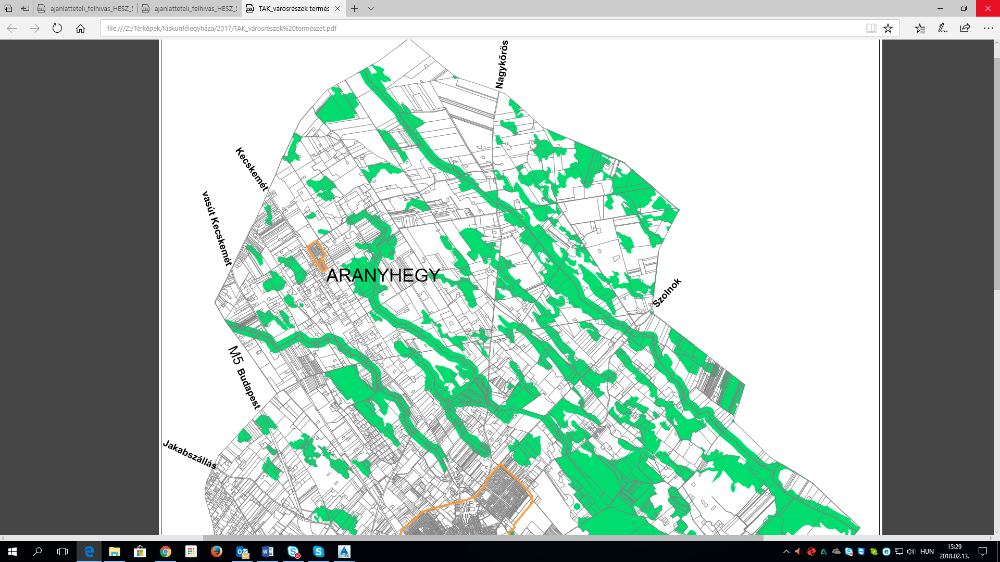 ajanlatteteli_felhivas_HESZ_
ajanlatteteli_felhivas_HESZ_
TAK_városrészek termés
file:///Z:/Térképek/Kiskunfélegyháza/2017/TAK_városrészek%20természet.pdf
Nagykőrös
Kecskemét
vasút Kecskemét
ARANYHEGY
Szolnok
M5 Budapest
Jakabszállás
HUN
15:29
2018.02.13.